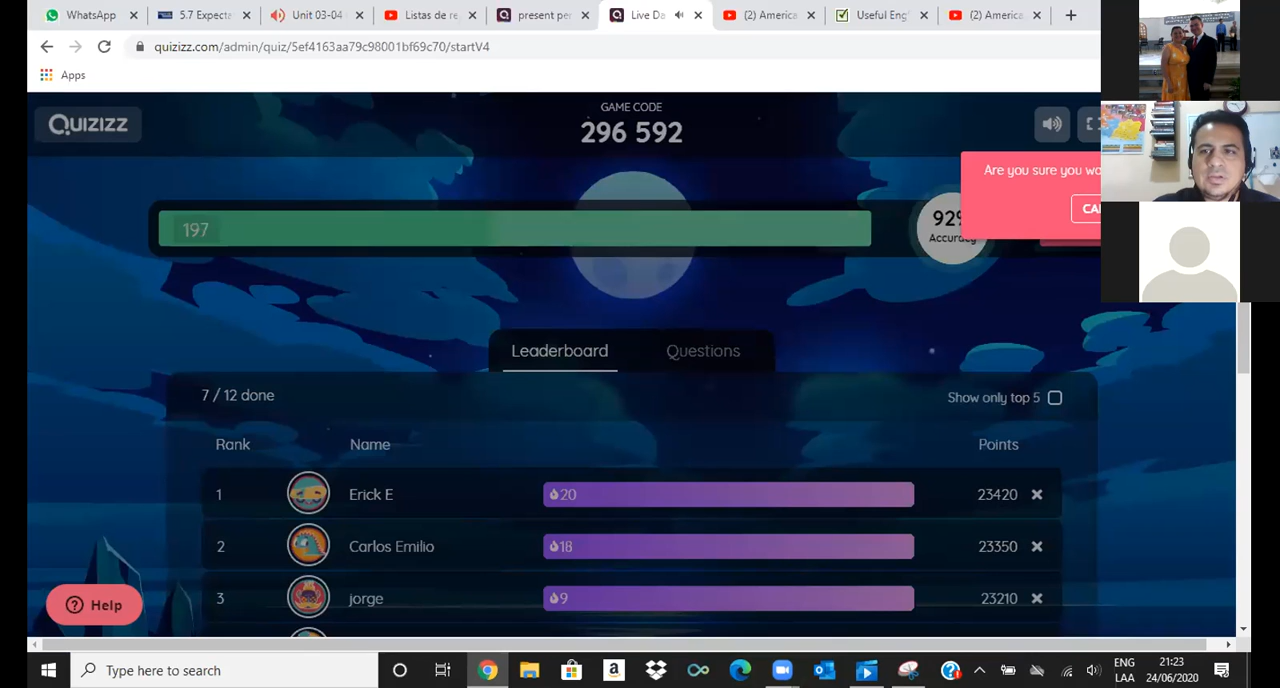 WhatsApp
5.7 Expecta
Unit 03-04
Listas de re
present per
Live Da
(2) America
Useful Eng
(2) America
quizizz.com/admin/quiz/5ef4163aa79c98001bf69c70/startV4
Apps
QUIZIZZ
GAME CODE
296 592
Are you sure you wo
CA
197
92%
Accuracy
Leaderboard
Questions
7 / 12 done
Show only top 5
Rank Name Points
1 Erick E 20 23420
2 Carlos Emilio 18 23350
3 jorge 9 23210
Help
Type here to search
ENG
LAA
21:23
24/06/2020